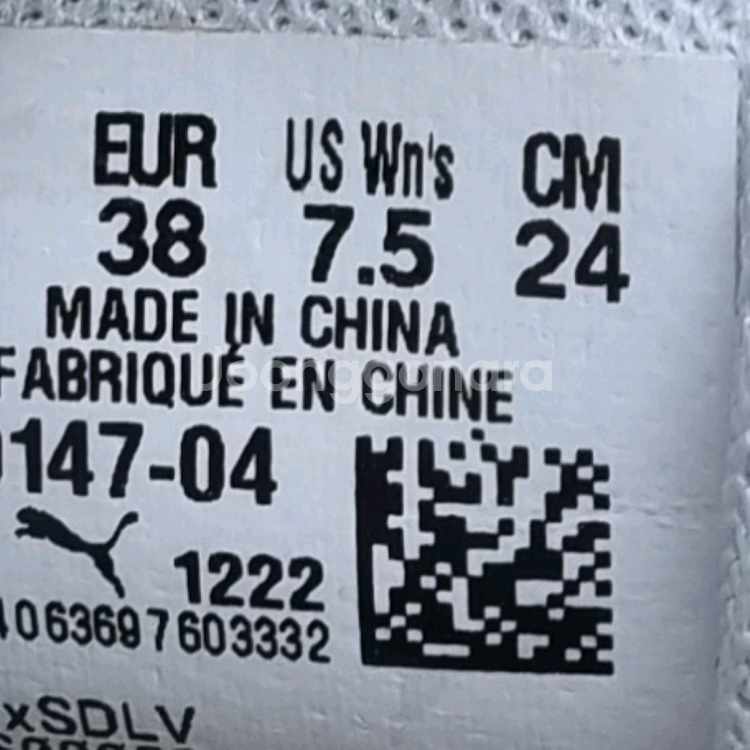 EUR US Wn's CM
38 7.5 24
MADE IN CHINA
FABRIQUÉ EN CHINE
Joonggonara
147-04
1222
4063697603332
xSDLV